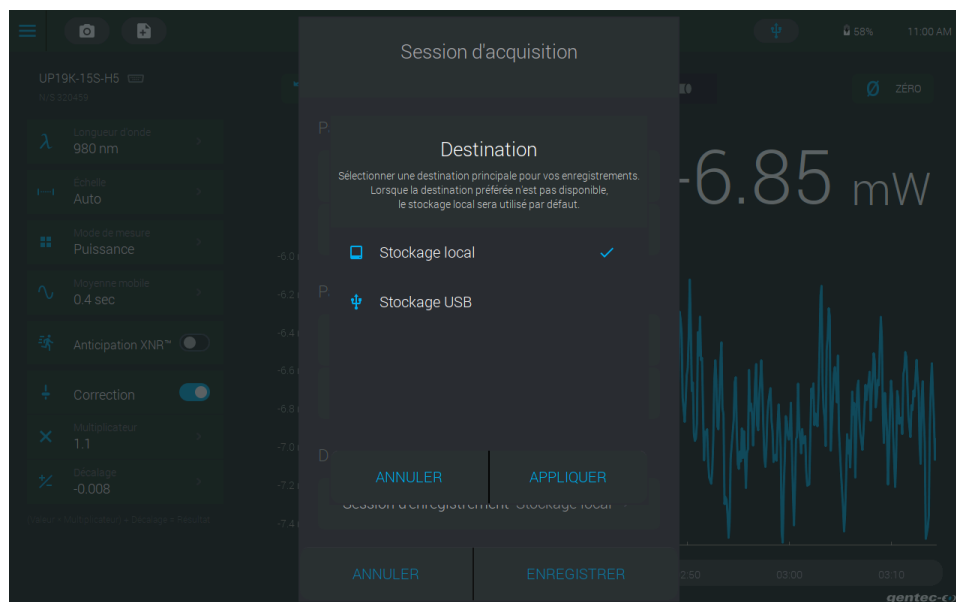 Session d'acquisition
58%
11:00 AM
UP19K-15S-H5
N/S 320459
ZÉRO
Longueur d'onde
980 nm
Échelle
Auto
Mode de mesure
Puissance
Moyenne mobile
0.4 sec
Anticipation XNR™
Correction
Multiplicateur
1.1
Décalage
-0.008
Destination
Sélectionner une destination principale pour vos enregistrements.
Lorsque la destination préférée n'est pas disponible,
le stockage local sera utilisé par défaut.
Stockage local
Stockage USB
ANNULER
APPLIQUER
Session d'enregistrement Stockage local
ANNULER
ENREGISTRER
-6.85 mW
-6.0
-6.2
-6.4
-6.6
-6.8
-7.0
-7.2
-7.4
2:50
03:00
03:10
gentec-e